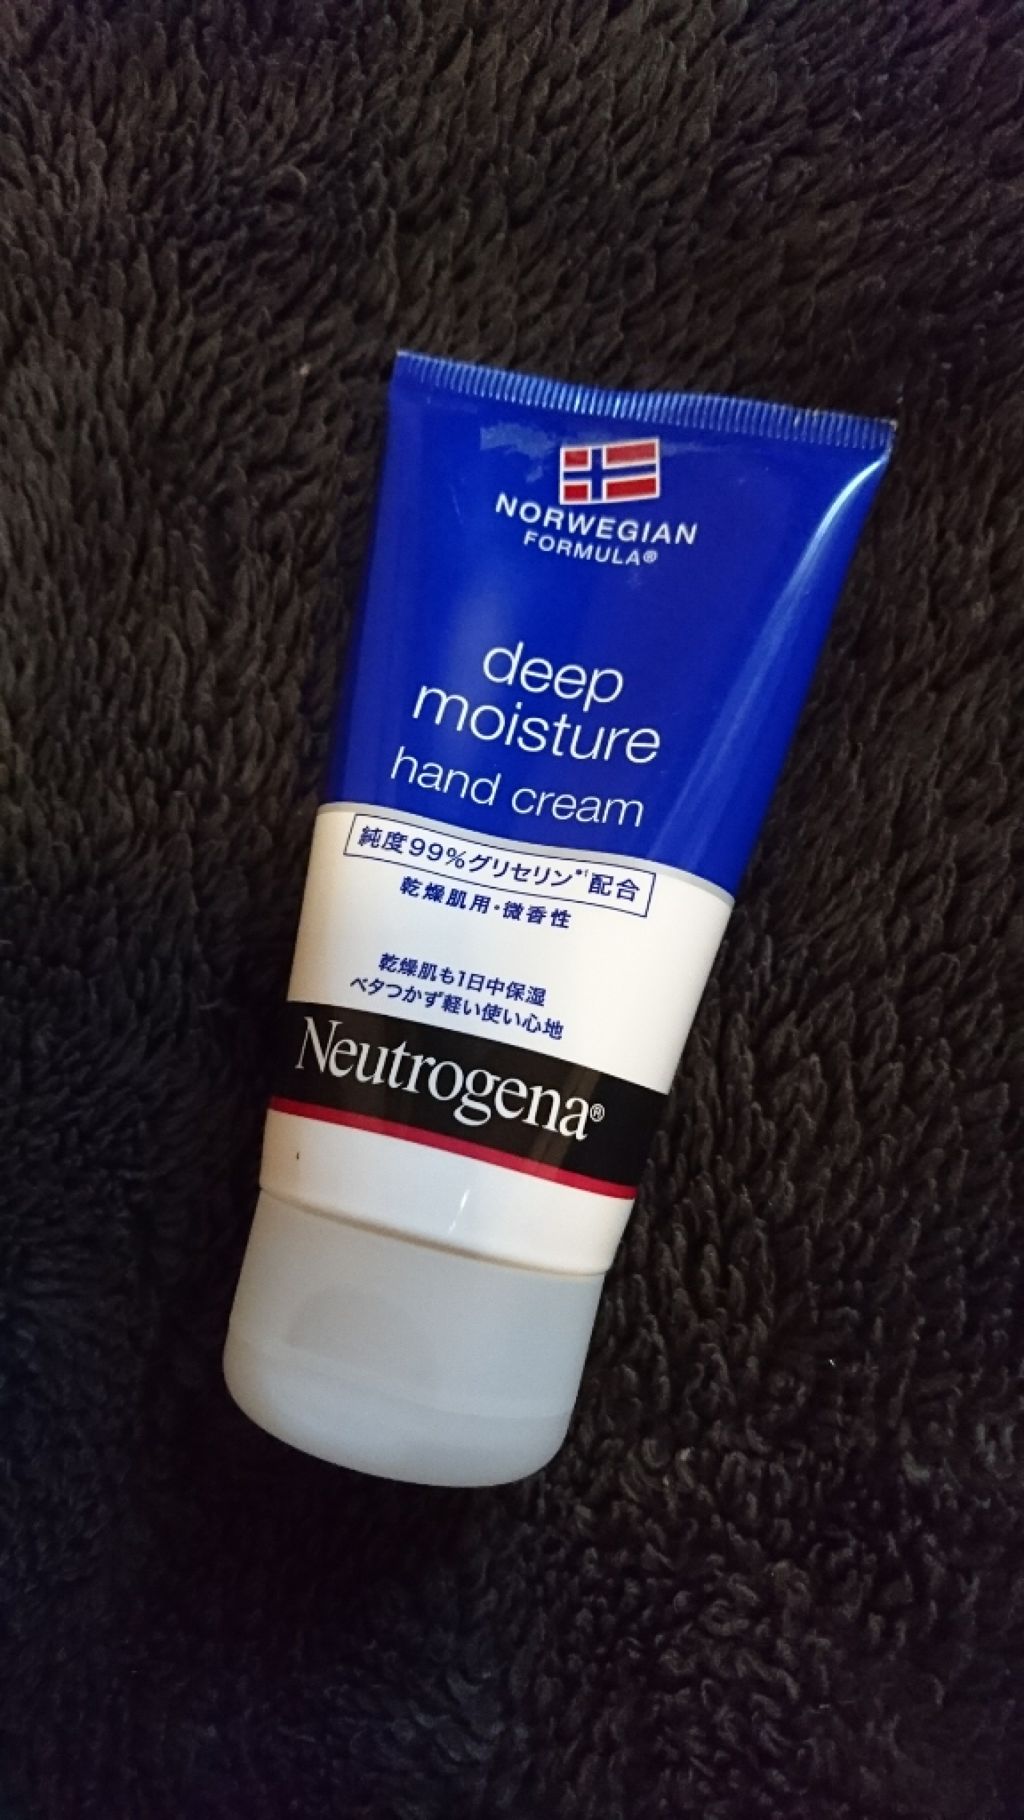 NORWEGIAN
FORMULA®
deep
moisture
hand cream
純度99%グリセリン*¹配合
乾燥肌用・微香性
乾燥肌も1日中保湿
ベタつかず軽い使い心地
Neutrogena®